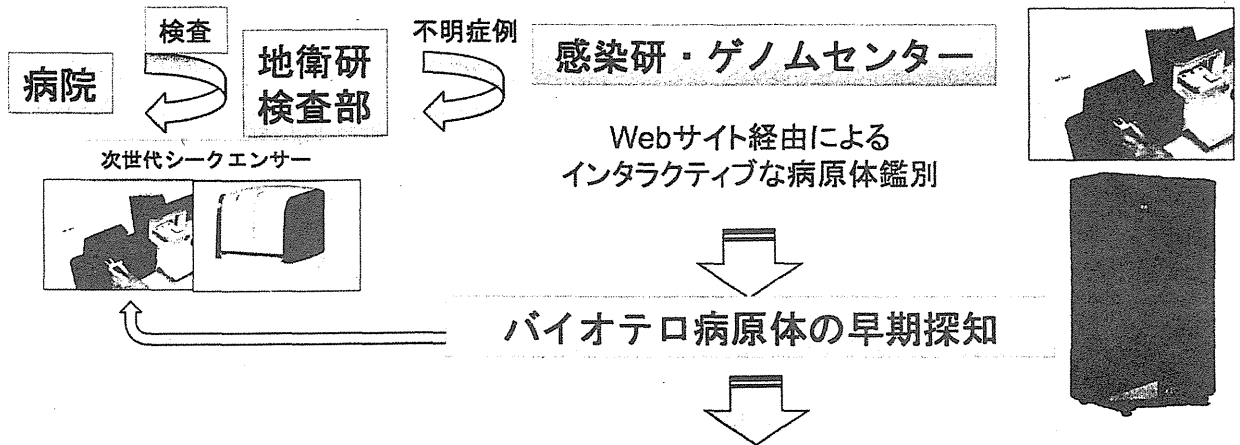 検査
不明症例
病院
地衛研
検査部
感染研・ゲノムセンター
Webサイト経由による
インタラクティブな病原体鑑別
次世代シークエンサー
バイオテロ病原体の早期探知